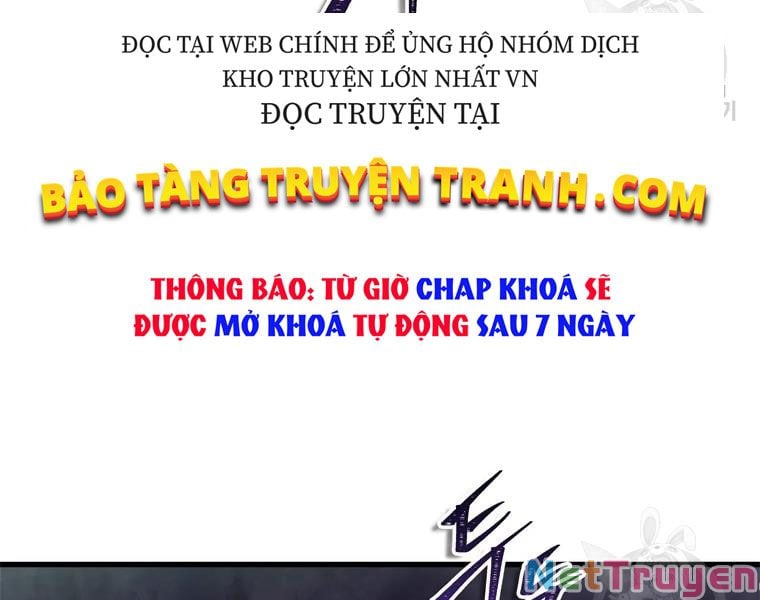 ĐỌC TẠI WEB CHÍNH ĐỂ ỦNG HỘ NHÓM DỊCH
KHO TRUYỆN LỚN NHẤT VN
ĐỌC TRUYỆN TẠI
BẢO TÀNG TRUYỆN TRANH.COM
THÔNG BÁO: TỪ GIỜ CHAP KHOÁ SẼ
ĐƯỢC MỞ KHOÁ TỰ ĐỘNG SAU 7 NGÀY
NetTruyen